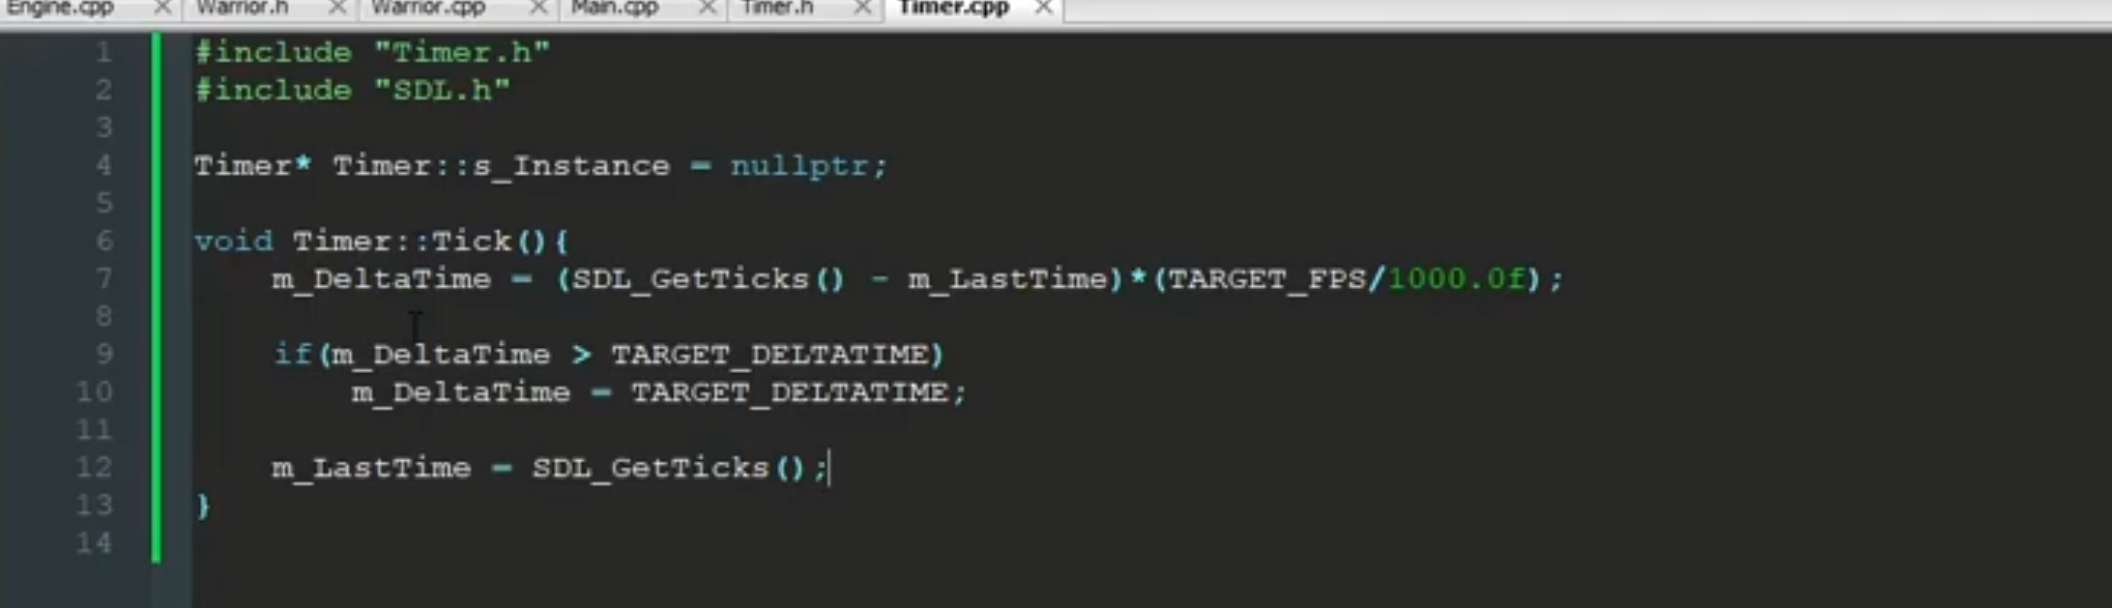 Engine.cpp Warrior.h Warrior.cpp Main.cpp Timer.h Timer.cpp
1 #include "Timer.h"
2 #include "SDL.h"
3
4 Timer* Timer::s_Instance = nullptr;
5
6 void Timer::Tick(){
7 m_DeltaTime = (SDL_GetTicks() - m_LastTime)*(TARGET_FPS/1000.0f);
8
9 if(m_DeltaTime > TARGET_DELTATIME)
10 m_DeltaTime = TARGET_DELTATIME;
11
12 m_LastTime = SDL_GetTicks();
13 }
14